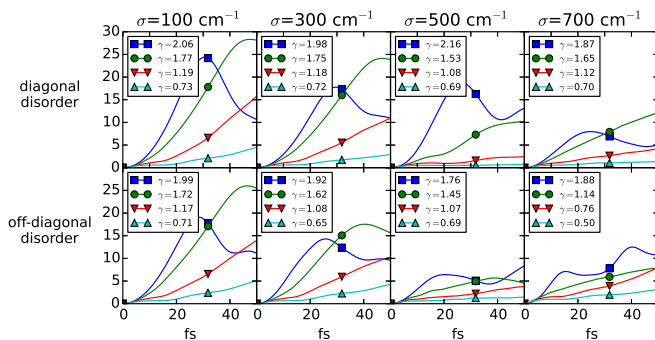 σ=100 cm⁻¹ σ=300 cm⁻¹ σ=500 cm⁻¹ σ=700 cm⁻¹
diagonal
disorder
30
25
20
15
10
5
0
γ=2.06
γ=1.77
γ=1.19
γ=0.73
γ=1.98
γ=1.75
γ=1.18
γ=0.72
γ=2.16
γ=1.53
γ=1.08
γ=0.69
γ=1.87
γ=1.65
γ=1.12
γ=0.70
off-diagonal
disorder
25
20
15
10
5
0
γ=1.99
γ=1.72
γ=1.17
γ=0.71
γ=1.92
γ=1.62
γ=1.08
γ=0.65
γ=1.76
γ=1.45
γ=1.07
γ=0.69
γ=1.88
γ=1.14
γ=0.76
γ=0.50
0 20 40 0 20 40 0 20 40 0 20 40
fs fs fs fs